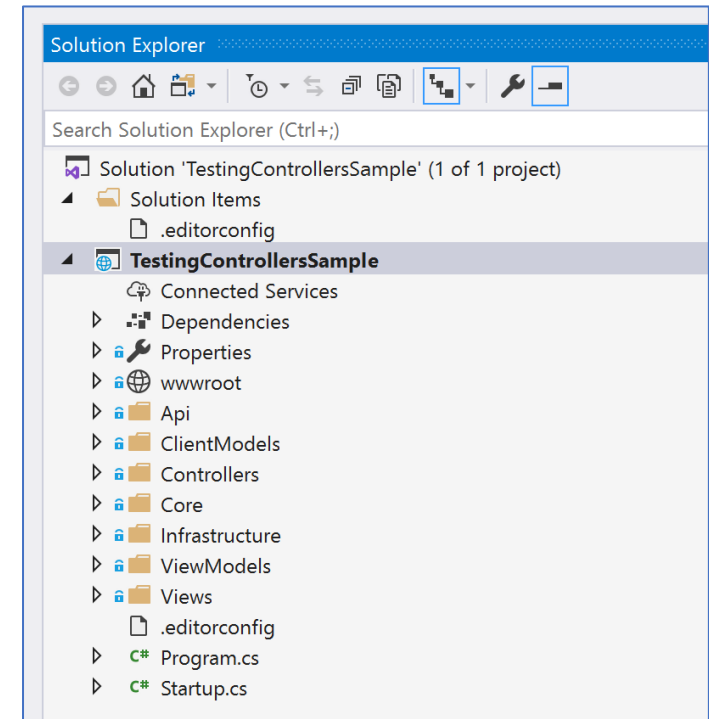 Solution Explorer
Search Solution Explorer (Ctrl+;)
Solution 'TestingControllersSample' (1 of 1 project)
Solution Items
.editorconfig
TestingControllersSample
Connected Services
Dependencies
Properties
wwwroot
Api
ClientModels
Controllers
Core
Infrastructure
ViewModels
Views
.editorconfig
C# Program.cs
C# Startup.cs